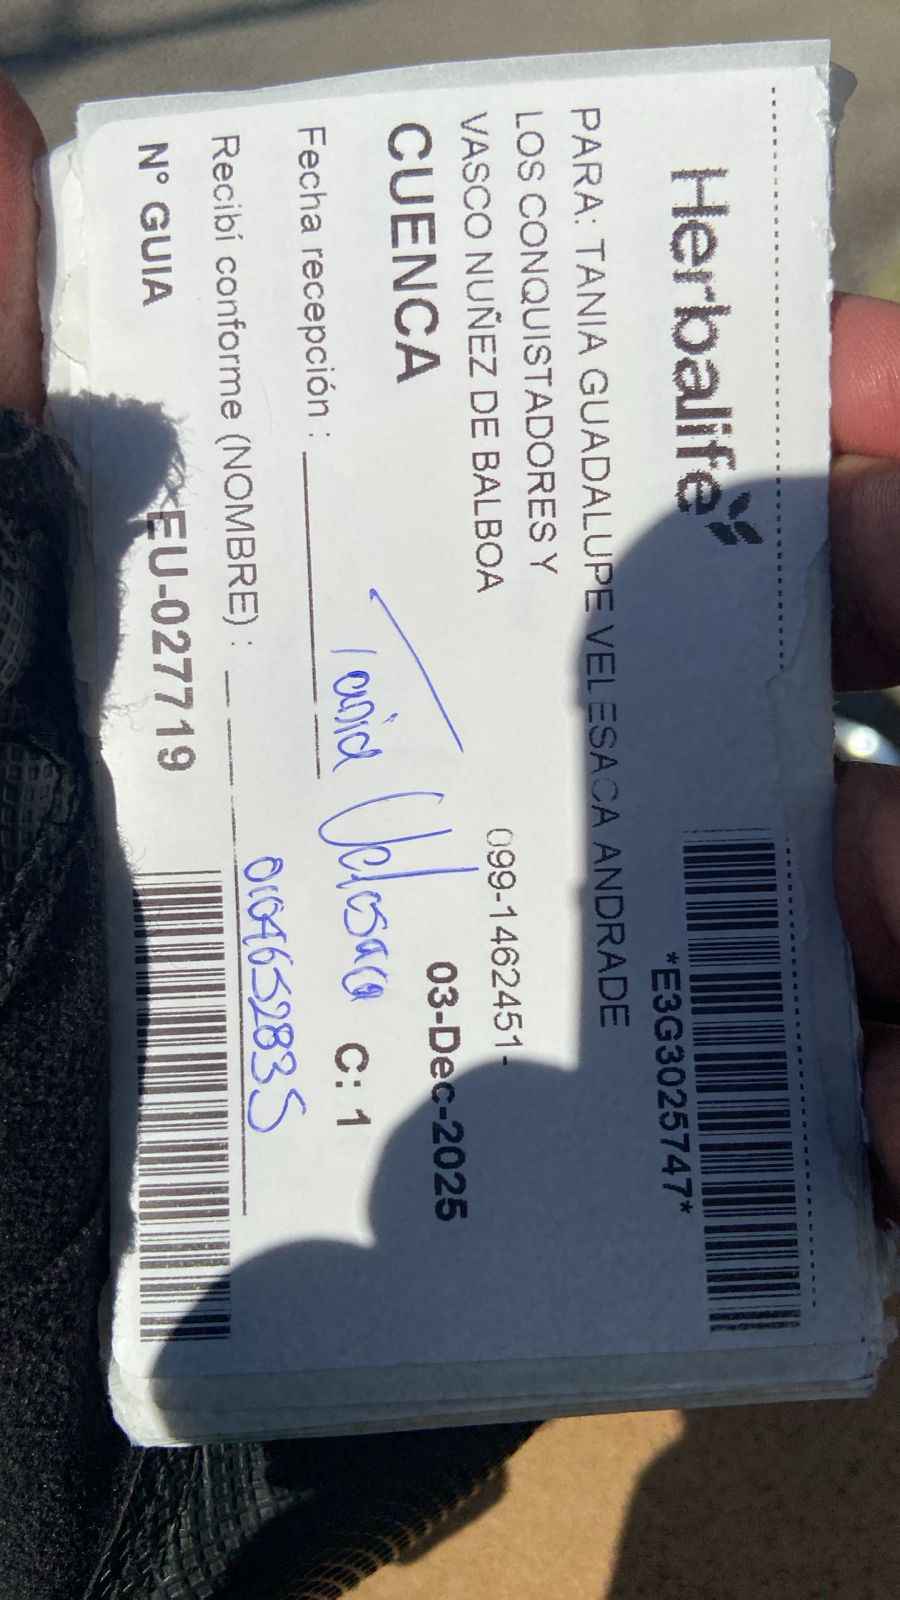 Herbalife
*E3G3025747*
PARA: TANIA GUADALUPE VELESACA ANDRADE
LOS CONQUISTADORES Y
VASCO NUÑEZ DE BALBOA
099-1462451-
CUENCA
03-Dec-2025
Fecha recepción :
Tania Velesaca
C: 1
Recibí conforme (NOMBRE) :
0104652835
N° GUIA
EU-027719